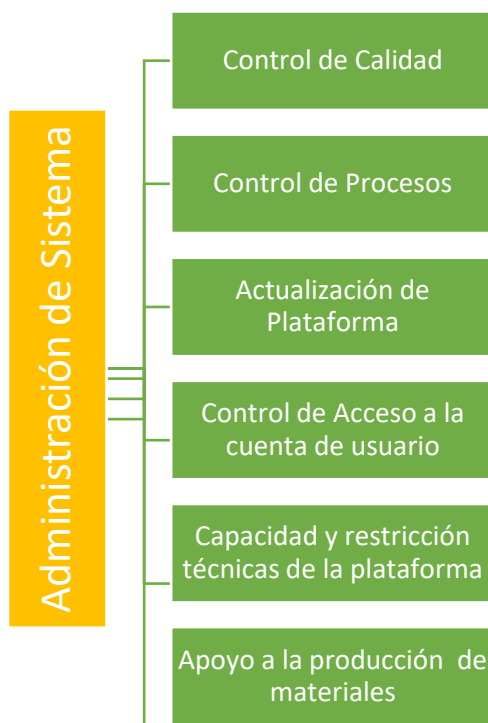 Administración de Sistema
Control de Calidad
Control de Procesos
Actualización de
Plataforma
Control de Acceso a la
cuenta de usuario
Capacidad y restricción
técnicas de la plataforma
Apoyo a la producción  de
materiales